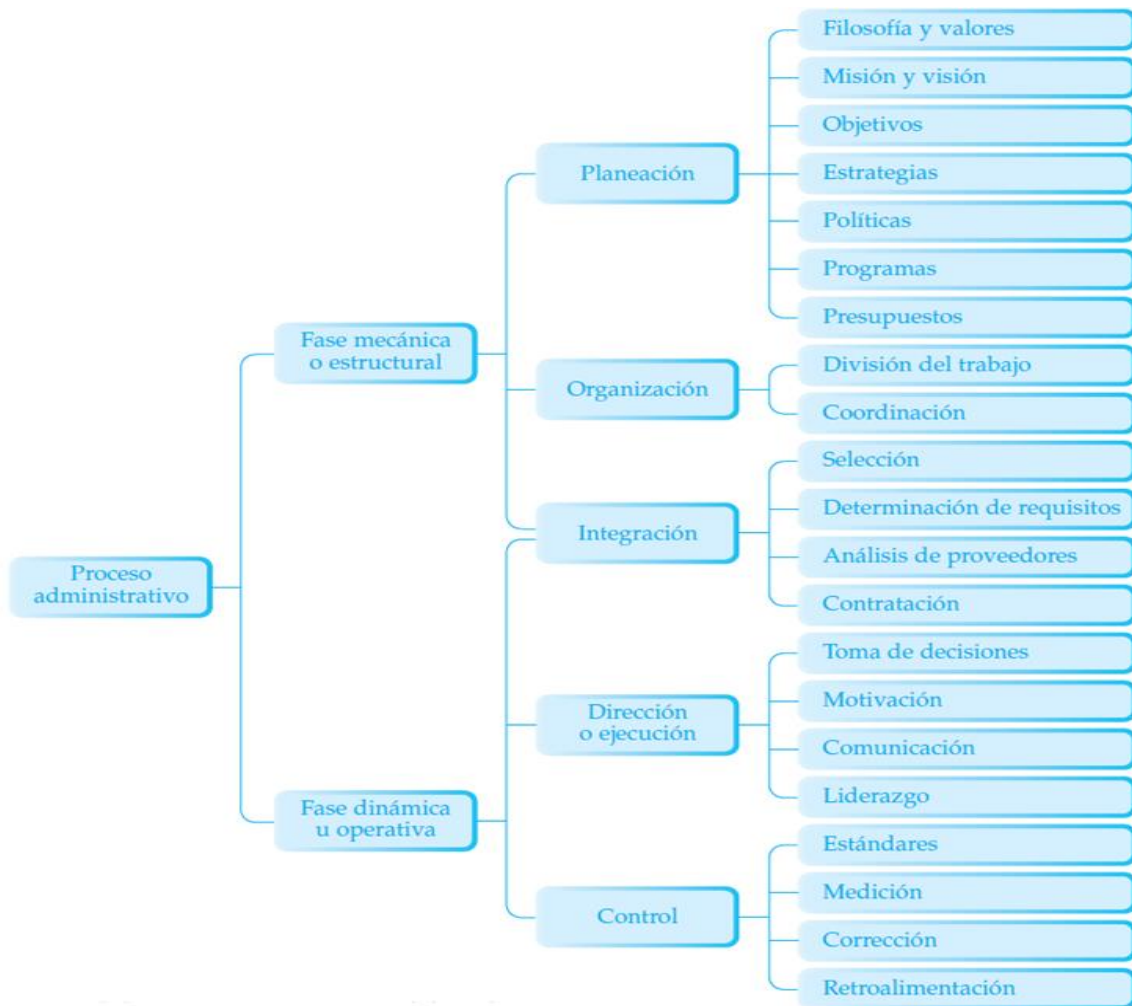 Proceso
administrativo
Fase mecánica
o estructural
Fase dinámica
u operativa
Planeación
Organización
Integración
Dirección
o ejecución
Control
Filosofía y valores
Misión y visión
Objetivos
Estrategias
Políticas
Programas
Presupuestos
División del trabajo
Coordinación
Selección
Determinación de requisitos
Análisis de proveedores
Contratación
Toma de decisiones
Motivación
Comunicación
Liderazgo
Estándares
Medición
Corrección
Retroalimentación